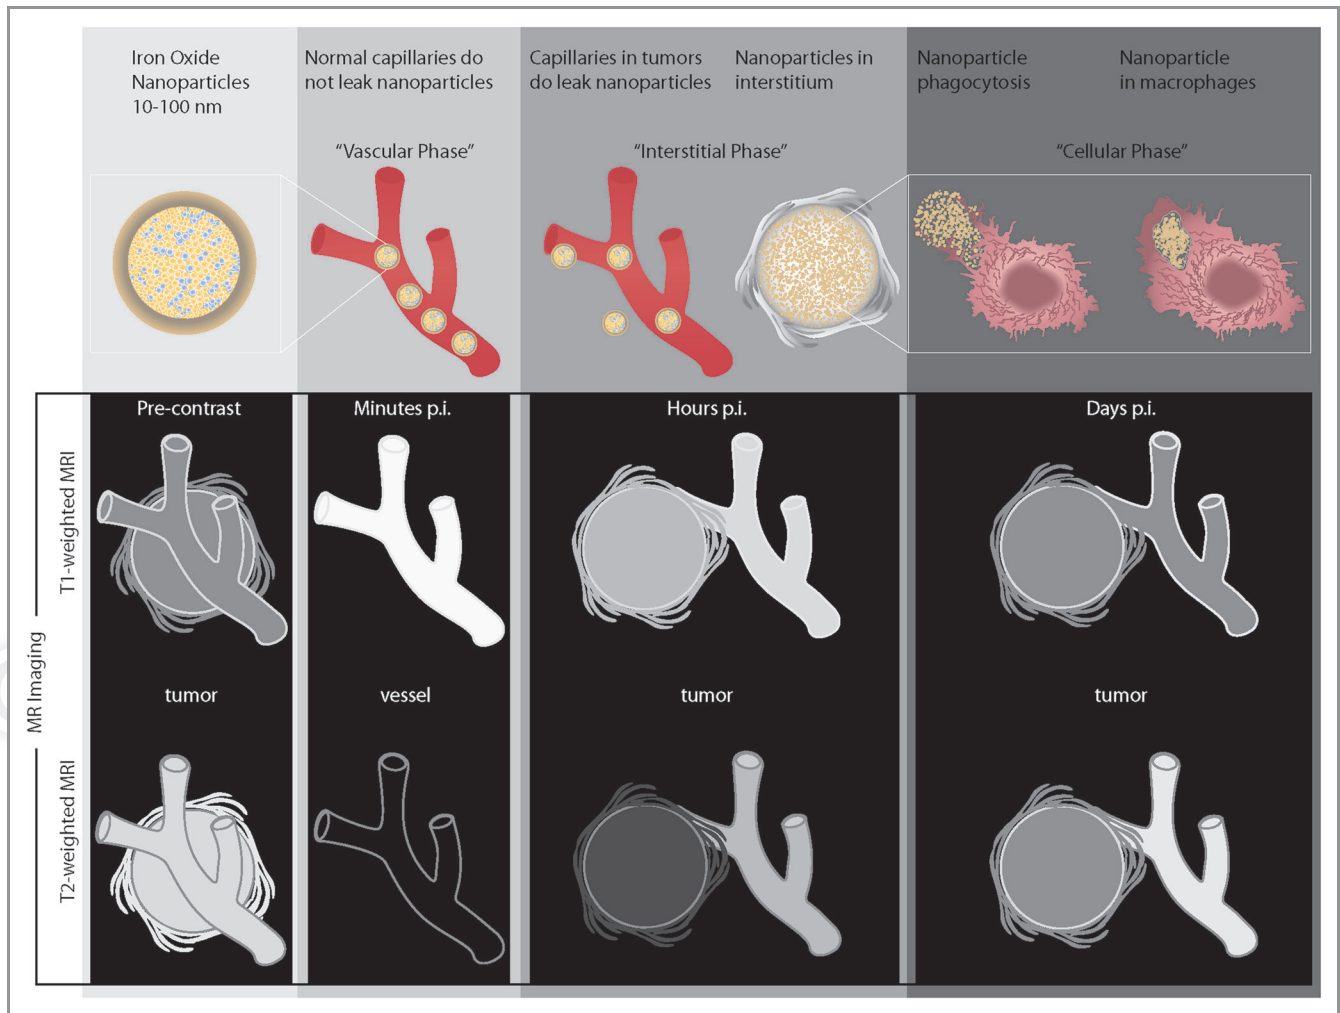 Iron Oxide
Nanoparticles
10-100 nm
Normal capillaries do
not leak nanoparticles
Capillaries in tumors
do leak nanoparticles
Nanoparticles in
interstitium
Nanoparticle
phagocytosis
Nanoparticle
in macrophages
“Vascular Phase”
“Interstitial Phase”
“Cellular Phase”
MR Imaging
T1-weighted MRI
Pre-contrast
Minutes p.i.
Hours p.i.
Days p.i.
tumor
vessel
tumor
tumor
T2-weighted MRI